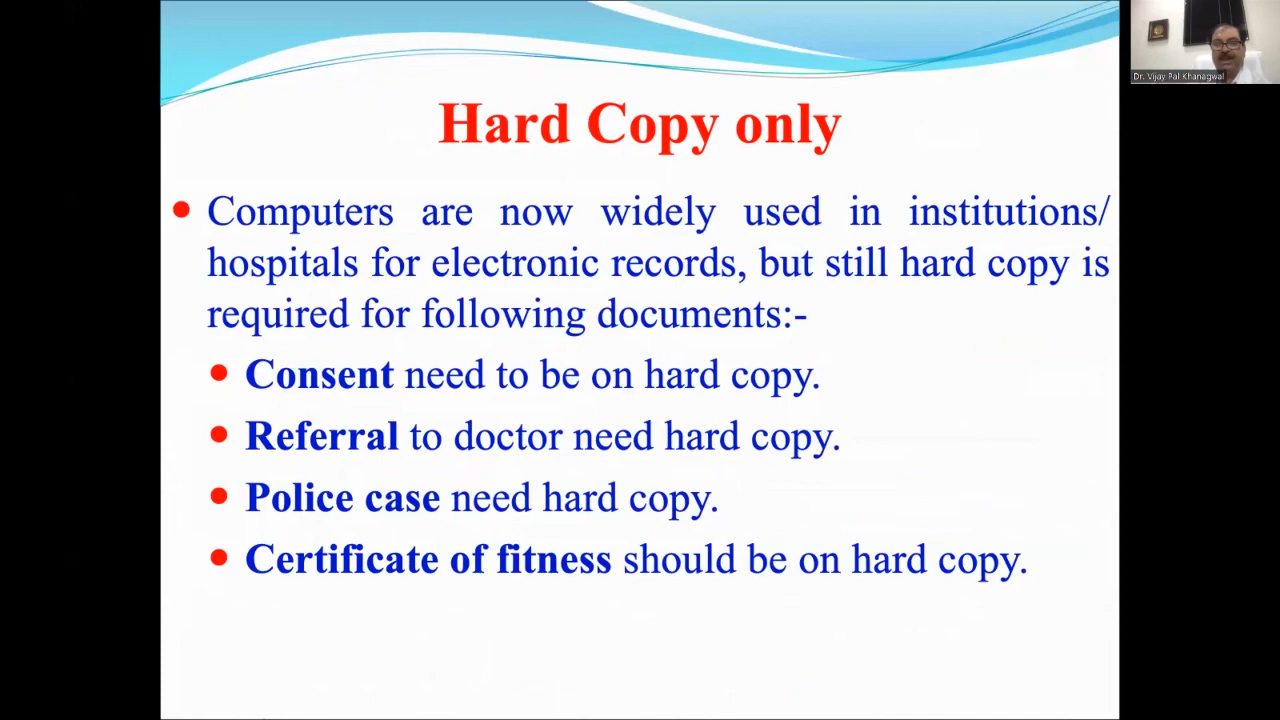 Dr. Vijay Pal Khanagwal
Hard Copy only
Computers are now widely used in institutions/
hospitals for electronic records, but still hard copy is
required for following documents:-
Consent need to be on hard copy.
Referral to doctor need hard copy.
Police case need hard copy.
Certificate of fitness should be on hard copy.